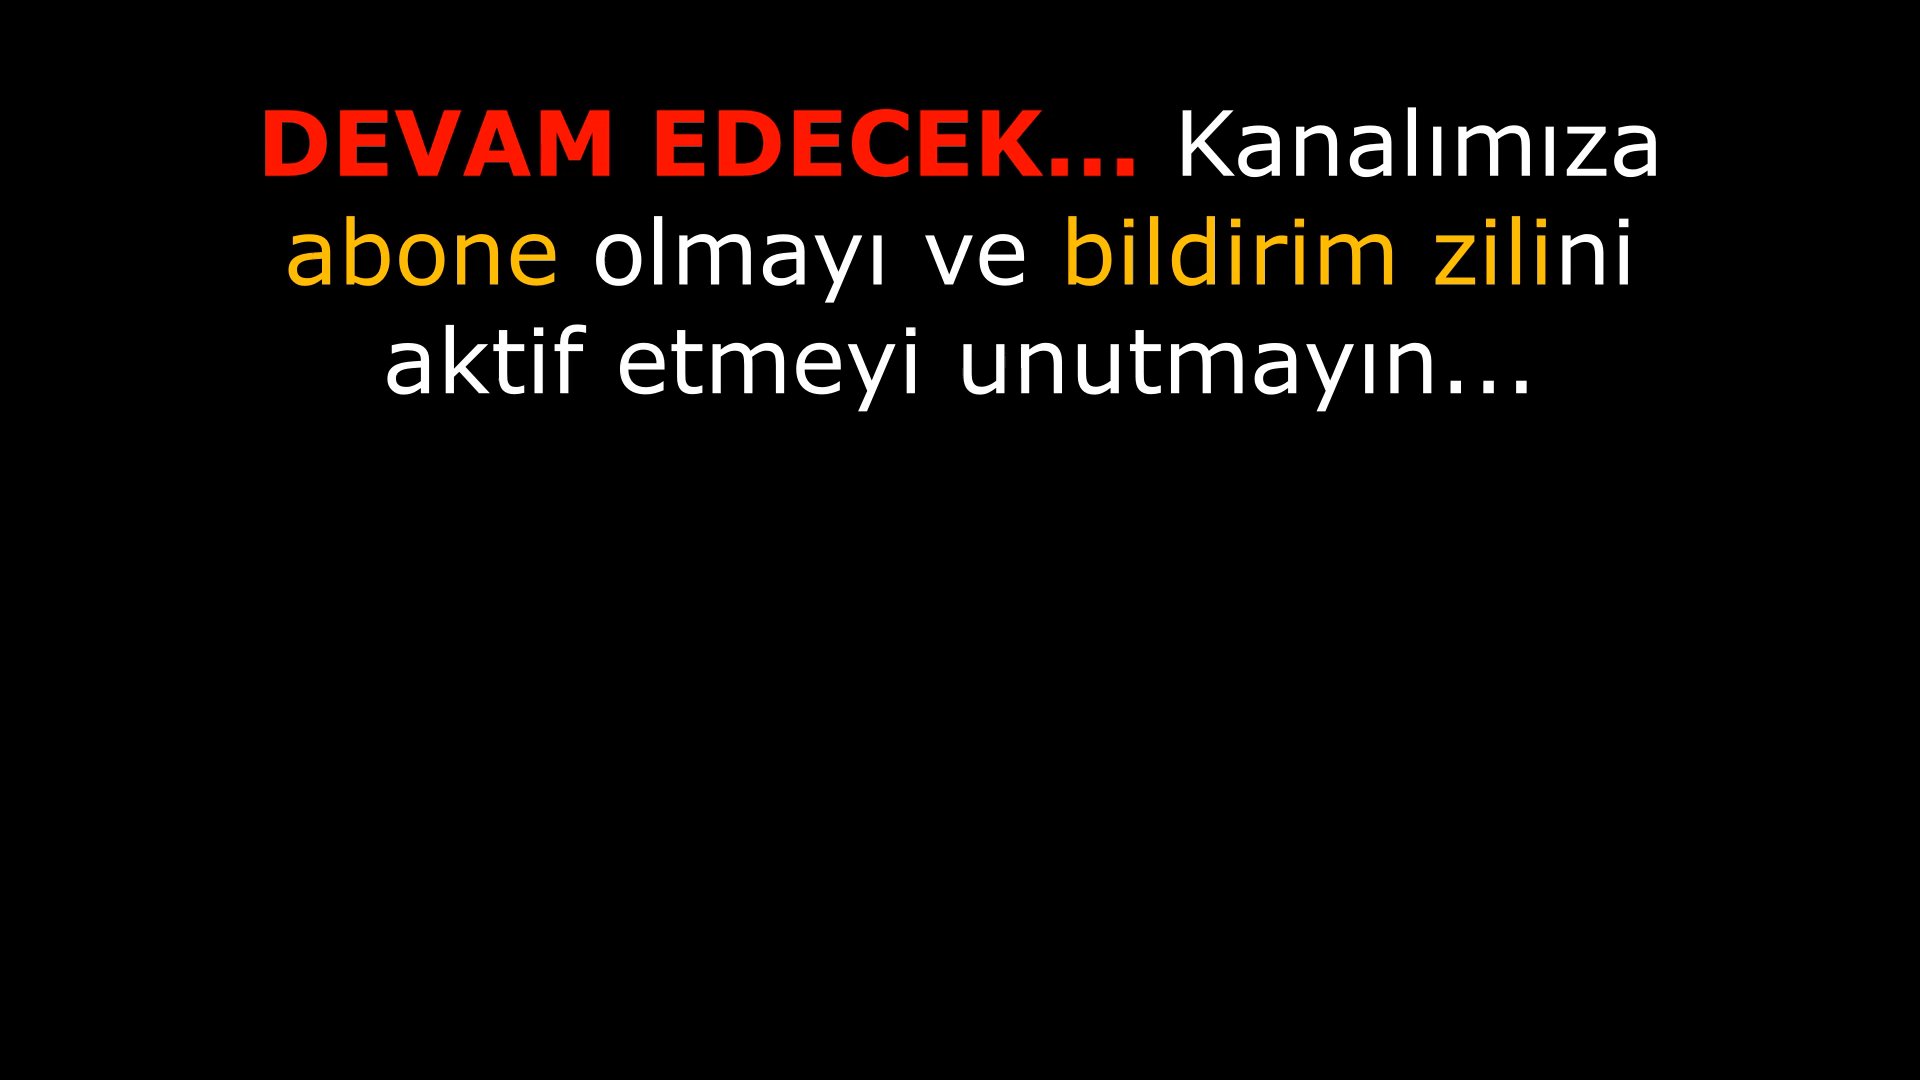 DEVAM EDECEK... Kanalımıza
abone olmayı ve bildirim zilini
aktif etmeyi unutmayın...